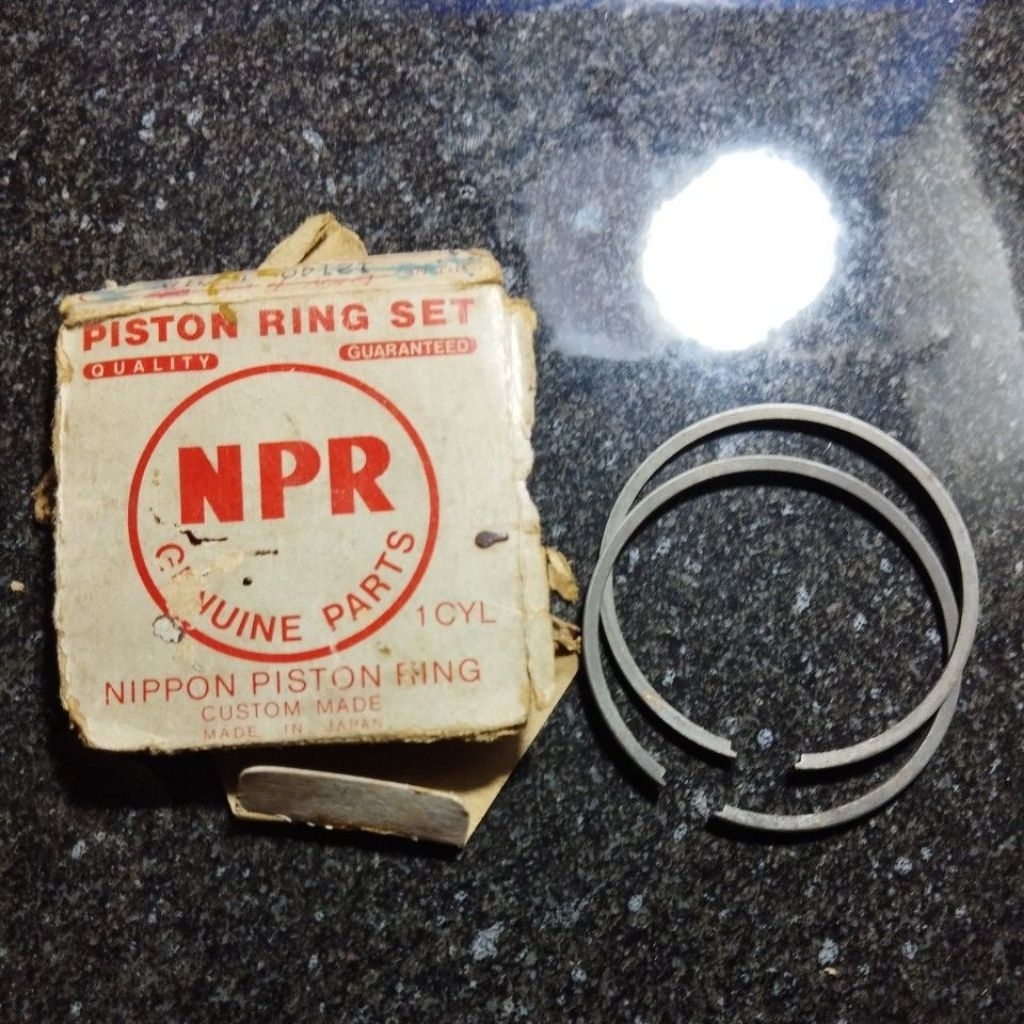 PISTON RING SET
QUALITY GUARANTEED
NPR
GENUINE PARTS
1CYL
NIPPON PISTON RING
CUSTOM MADE
MADE IN JAPAN